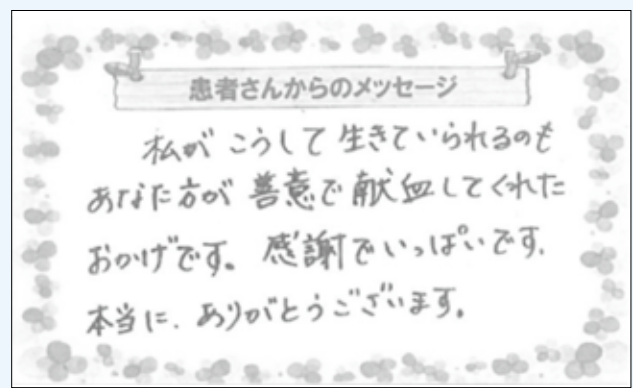 患者さんからのメッセージ
私がこうして生きていられるのも
あなた方が善意で献血してくれた
おかげです。感謝でいっぱいです。
本当に、ありがとうございます。